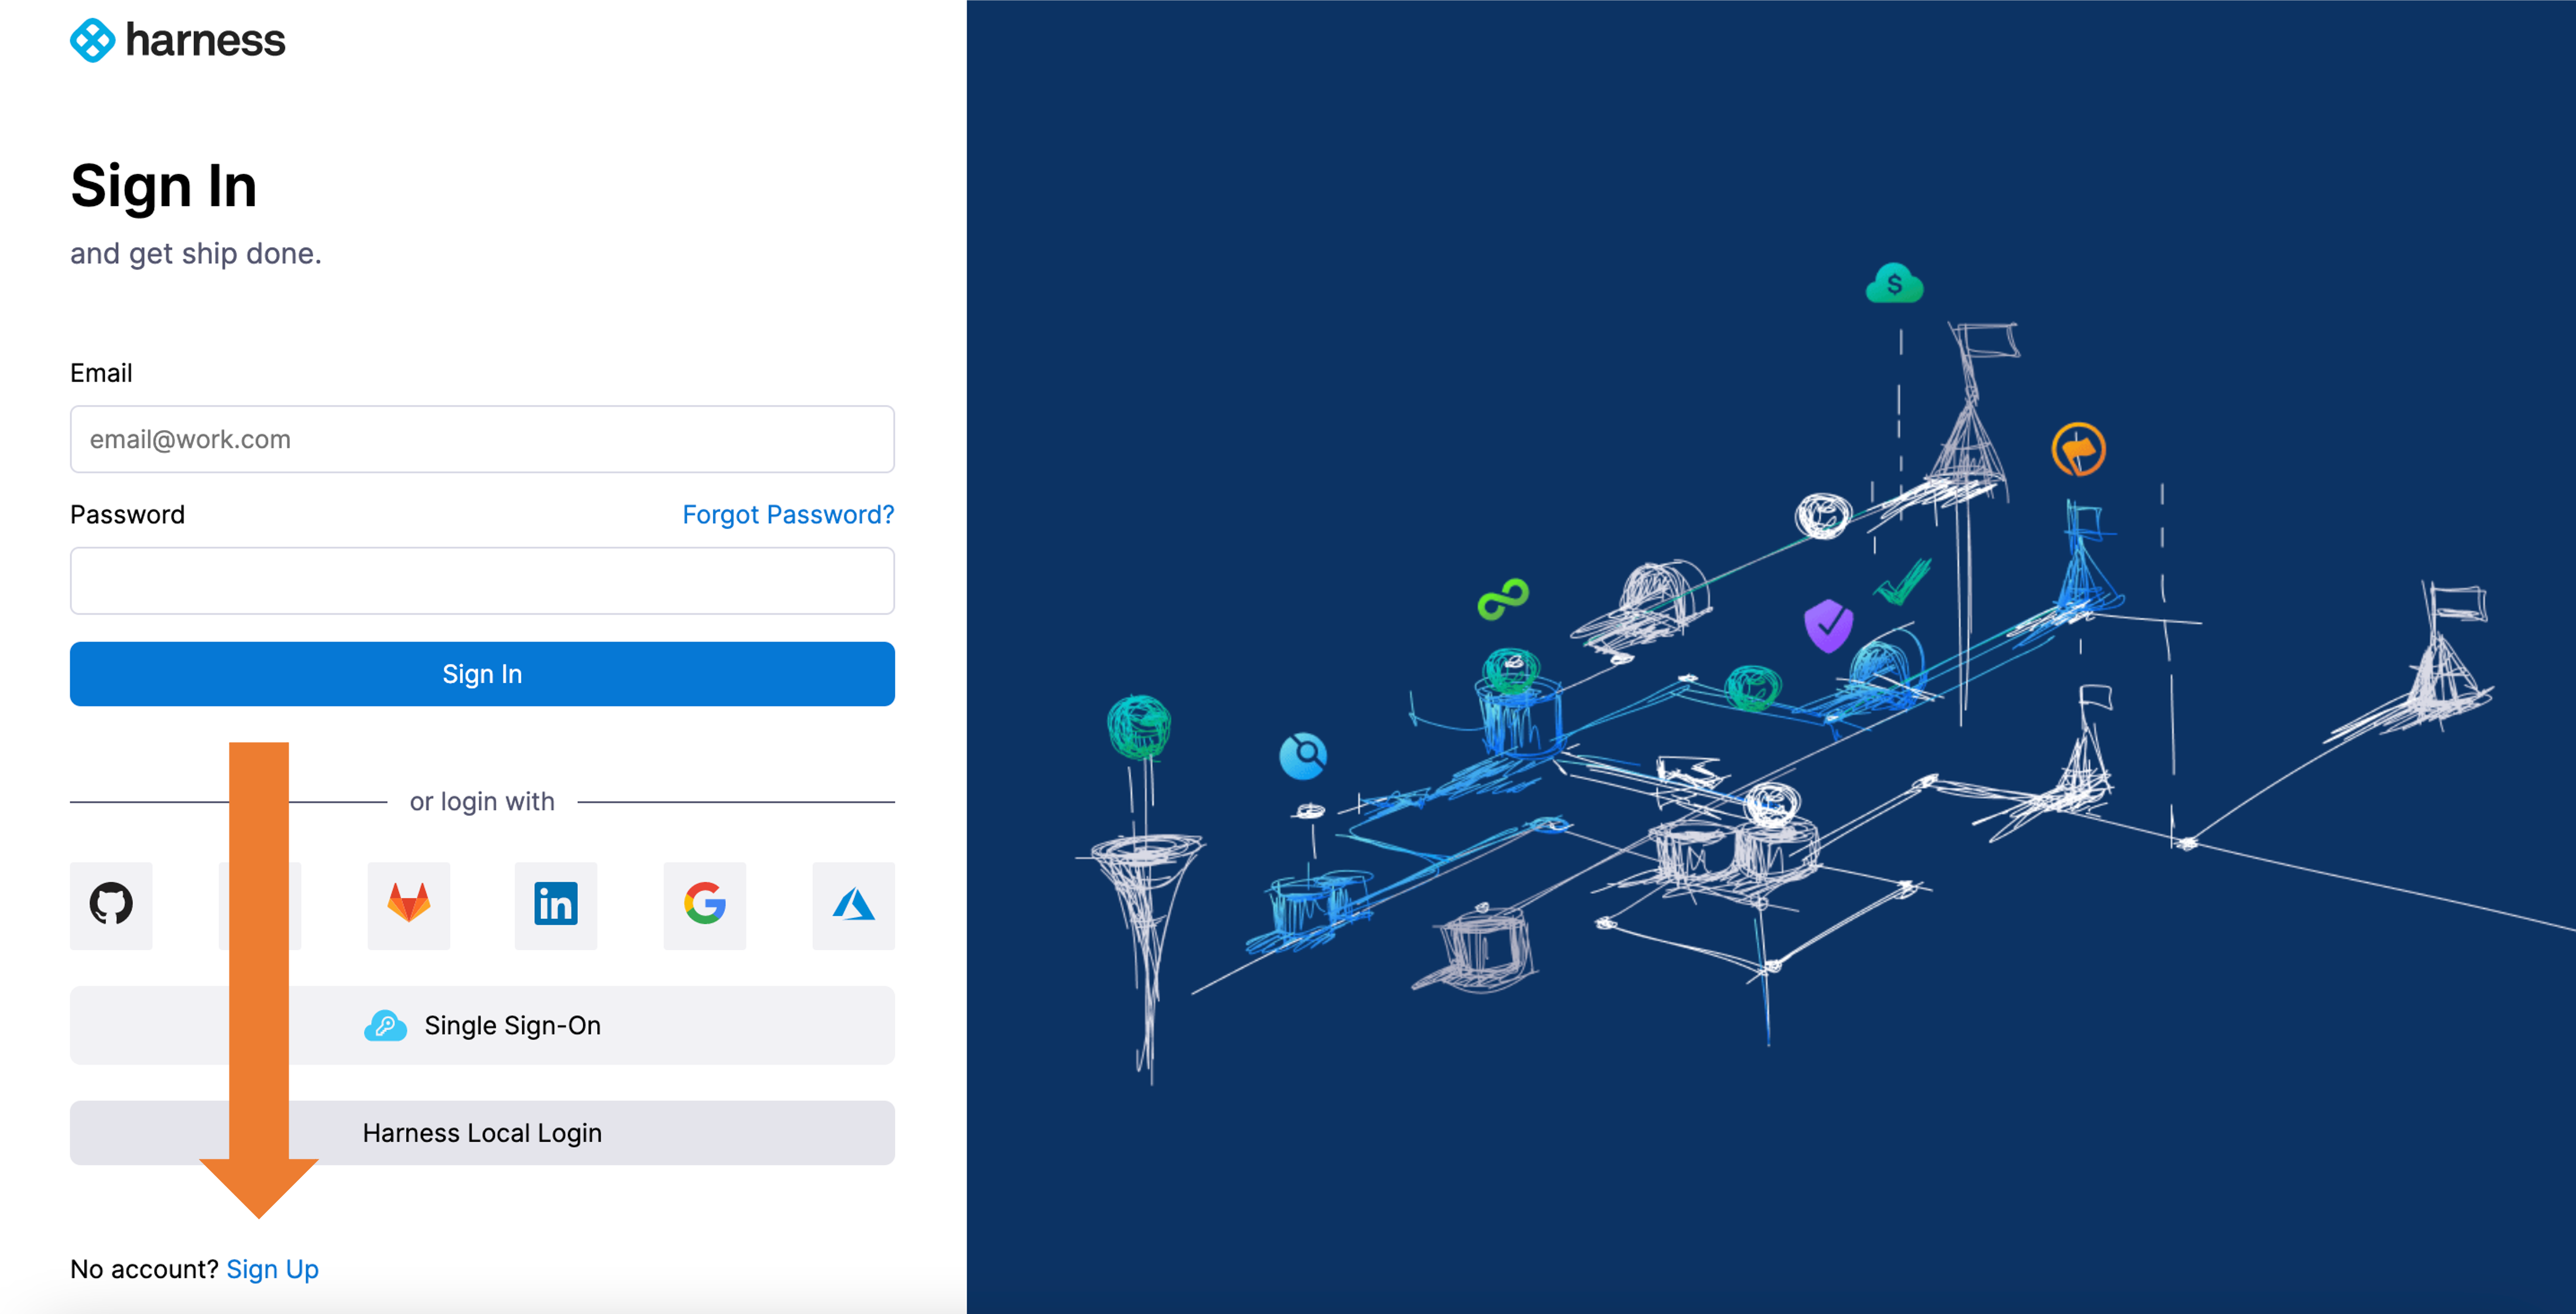 harness
Sign In
and get ship done.
Email
email@work.com
Password
Forgot Password?
Sign In
or login with
in
G
Single Sign-On
Harness Local Login
No account? Sign Up
$